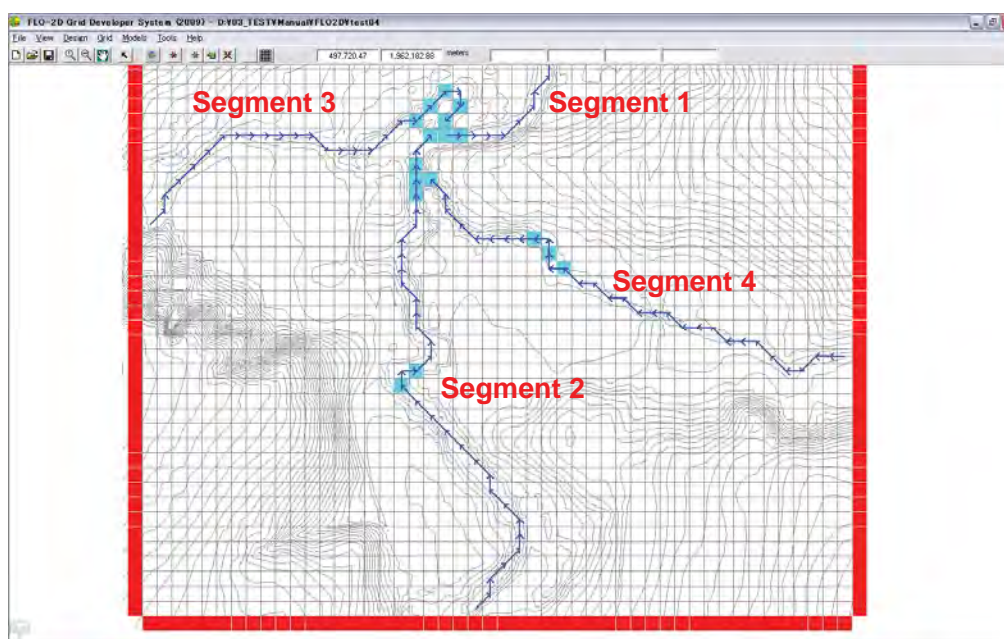 FLO-2D Grid Developer System (2009) - D:¥03_TEST¥Manual¥FLO2D¥test04
File View Design Grid Models Tools Help
497,720.47 1,962,182.88 meters
Segment 3
Segment 1
Segment 4
Segment 2